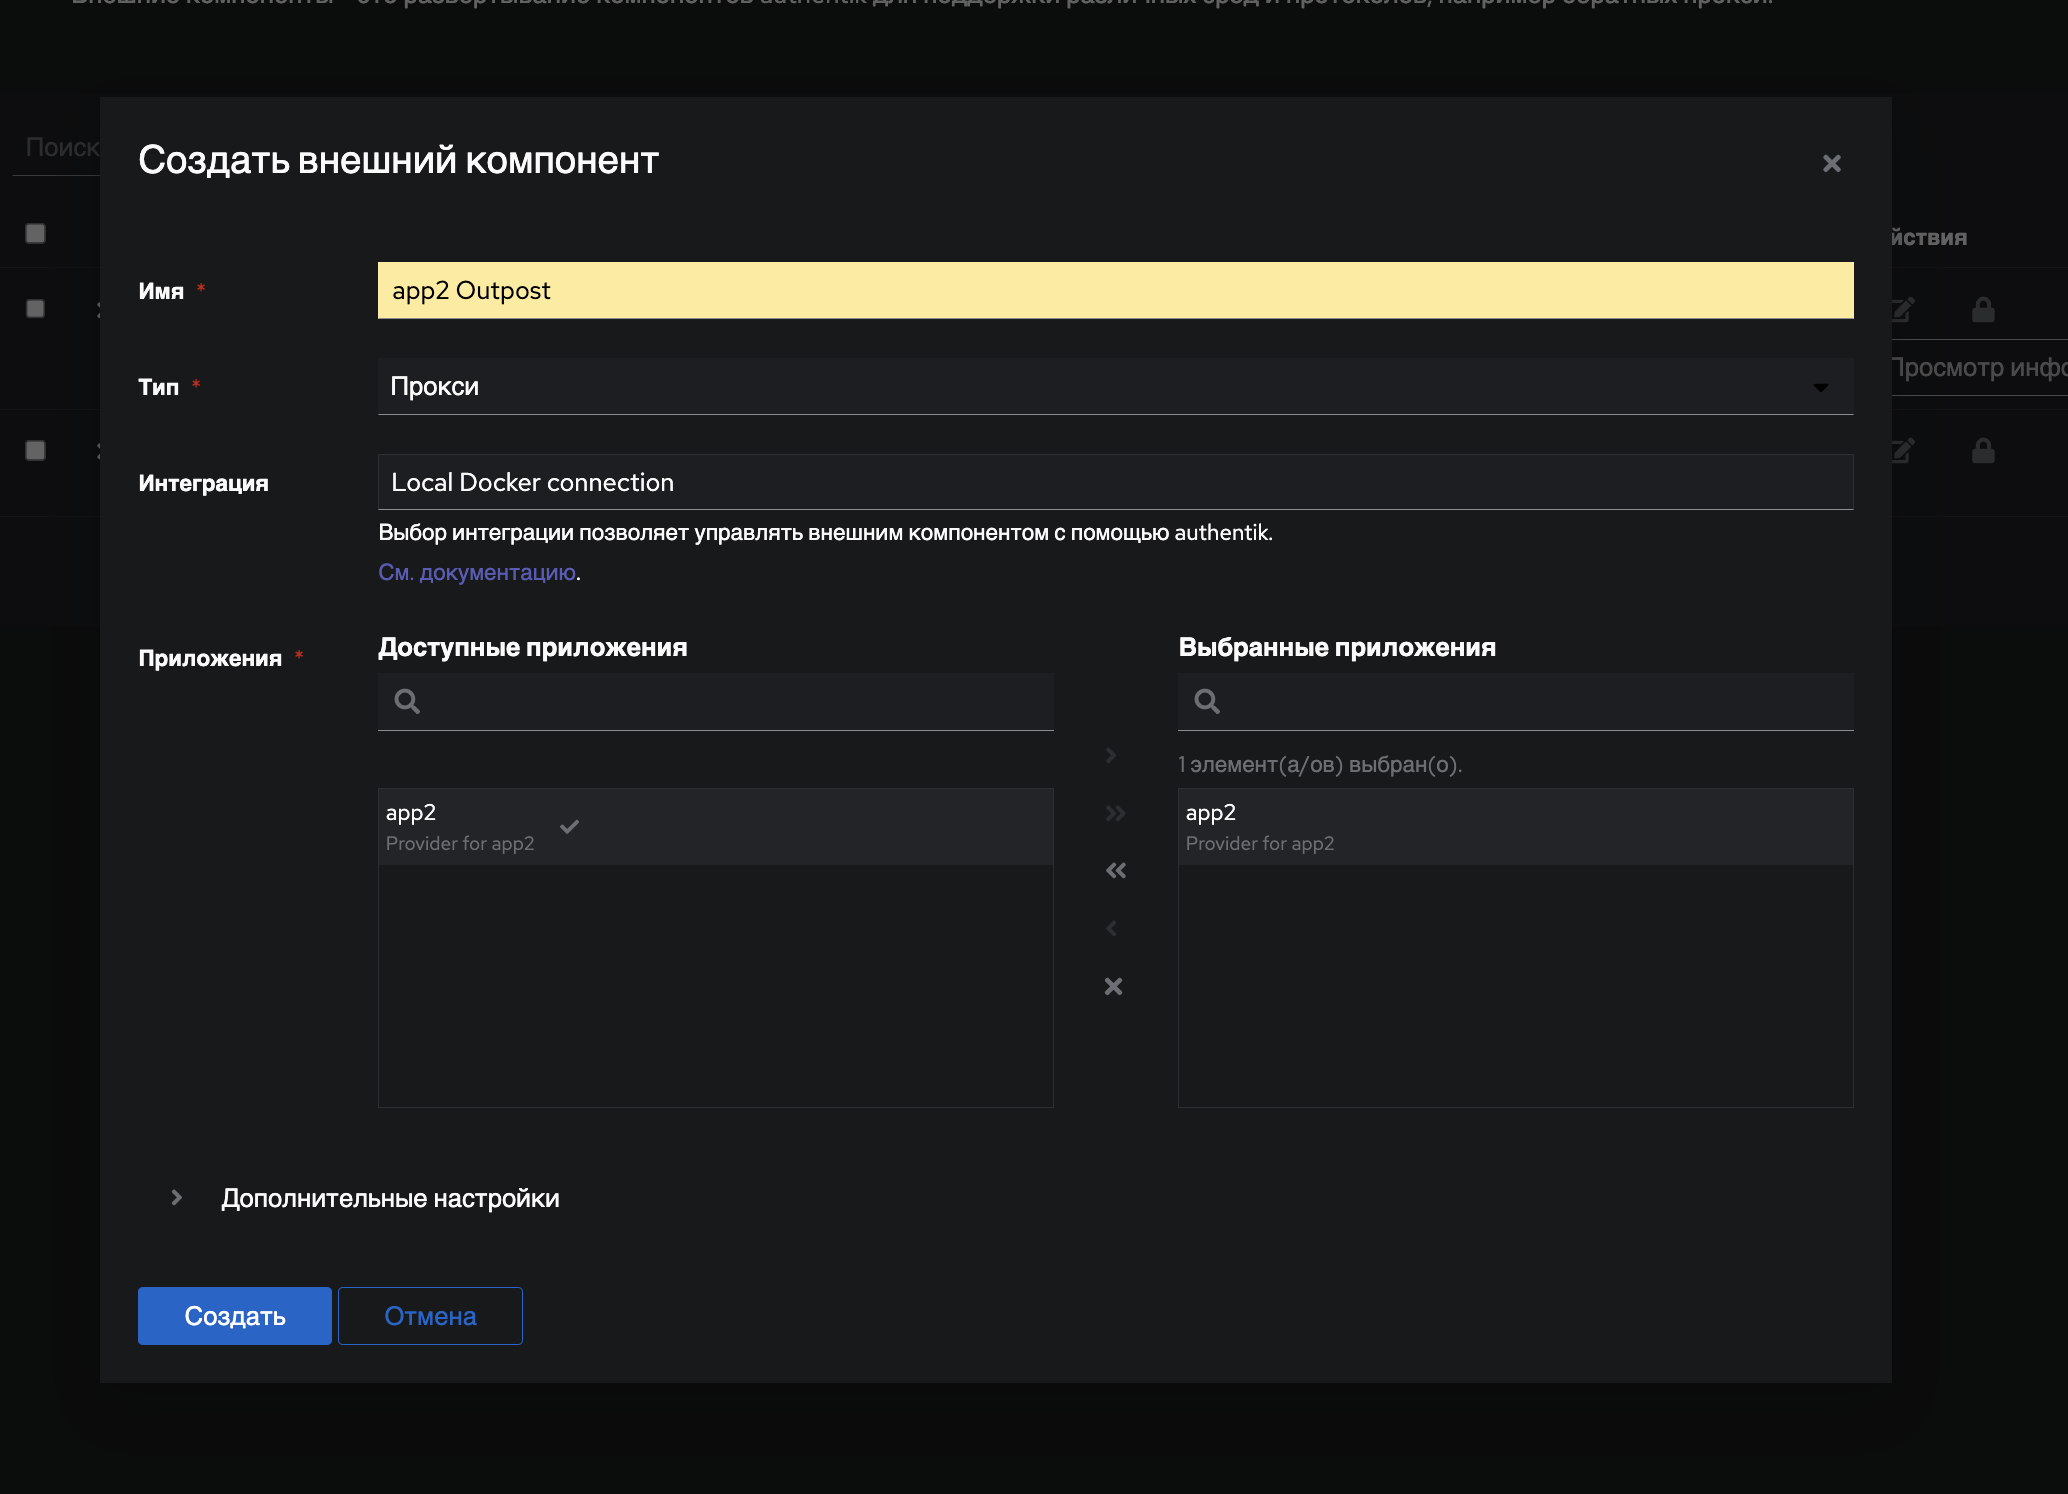 Поиск
Создать внешний компонент
йствия
Имя *
app2 Outpost
Тип *
Прокси
Просмотр инфо
Интеграция
Local Docker connection
Выбор интеграции позволяет управлять внешним компонентом с помощью authentik.
См. документацию.
Приложения *
Доступные приложения
Выбранные приложения
1 элемент(а/ов) выбран(о).
app2
Provider for app2
app2
Provider for app2
Дополнительные настройки
Создать
Отмена